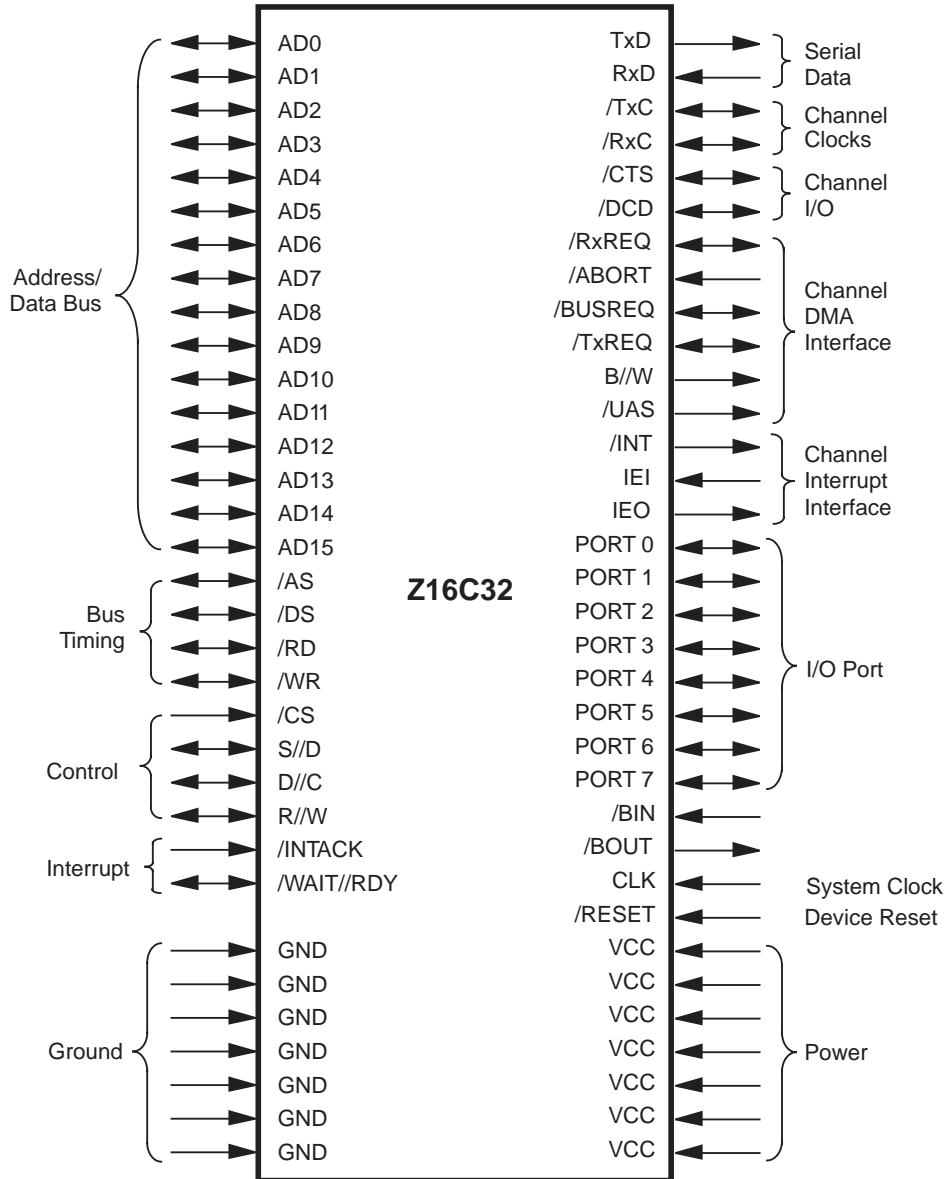 Address/
Data Bus
Bus
Timing
Control
Interrupt
Ground
AD0
AD1
AD2
AD3
AD4
AD5
AD6
AD7
AD8
AD9
AD10
AD11
AD12
AD13
AD14
AD15
/AS
/DS
/RD
/WR
/CS
S//D
D//C
R//W
/INTACK
/WAIT//RDY
GND
GND
GND
GND
GND
GND
GND
Z16C32
TxD
RxD
/TxC
/RxC
/CTS
/DCD
/RxREQ
/ABORT
/BUSREQ
/TxREQ
B//W
/UAS
/INT
IEI
IEO
PORT 0
PORT 1
PORT 2
PORT 3
PORT 4
PORT 5
PORT 6
PORT 7
/BIN
/BOUT
CLK
/RESET
VCC
VCC
VCC
VCC
VCC
VCC
VCC
Serial
Data
Channel
Clocks
Channel
I/O
Channel
DMA
Interface
Channel
Interrupt
Interface
I/O Port
System Clock
Device Reset
Power